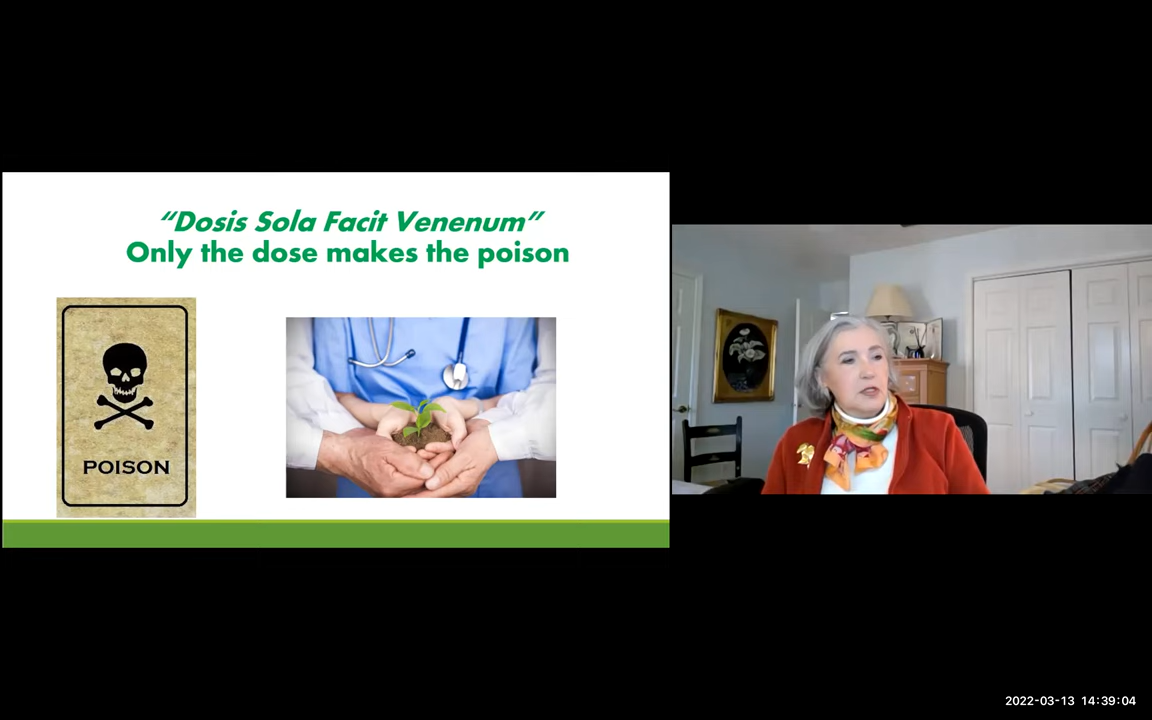 “Dosis Sola Facit Venenum”
Only the dose makes the poison
POISON
2022-03-13 14:39:04